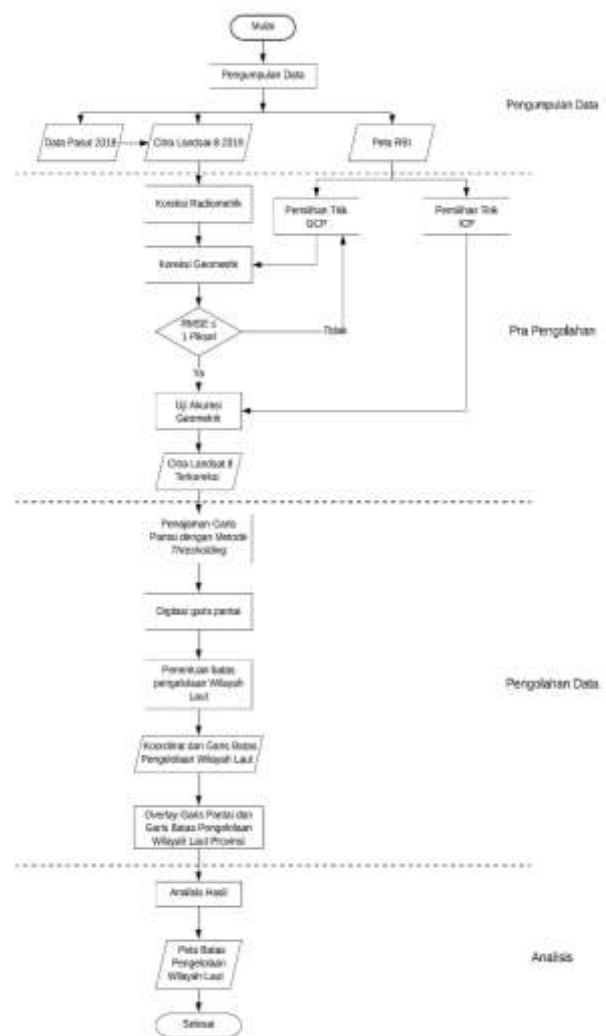 Mulai
Pengumpulan Data
Pengumpulan Data
Data Pasut 2018
Citra Landsat 8 2018
Peta RBI
Koreksi Radiometrik
Pemilihan Titik
GCP
Pemilihan Titik
ICP
Koreksi Geometrik
RMSE ≤
1 Piksel
Tidak
Pra Pengolahan
Ya
Uji Akurasi
Geometrik
Citra Landsat 8
Terkoreksi
Penajaman Garis
Pantai dengan Metode
Thresholding
Digitasi garis pantai
Penentuan batas
pengelolaan Wilayah
Laut
Pengolahan Data
Koordinat dan Garis Batas
Pengelolaan Wilayah Laut
Overlay Garis Pantai dan
Garis Batas Pengelolaan
Wilayah Laut Provinsi
Analisis Hasil
Peta Batas
Pengelolaan
Wilayah Laut
Analisis
Selesai